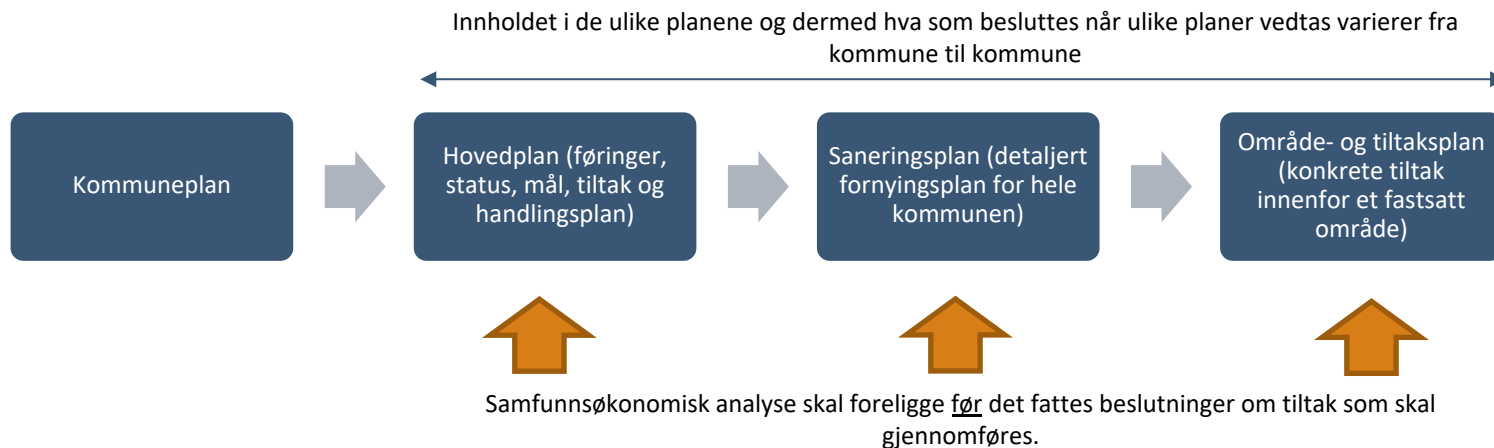 Innholdet i de ulike planene og dermed hva som besluttes når ulike planer vedtas varierer fra
kommune til kommune
Kommuneplan
Hovedplan (føringer,
status, mål, tiltak og
handlingsplan)
Saneringsplan (detaljert
fornyingsplan for hele
kommunen)
Område- og tiltaksplan
(konkrete tiltak
innenfor et fastsatt
område)
Samfunnsøkonomisk analyse skal foreligge før det fattes beslutninger om tiltak som skal
gjennomføres.